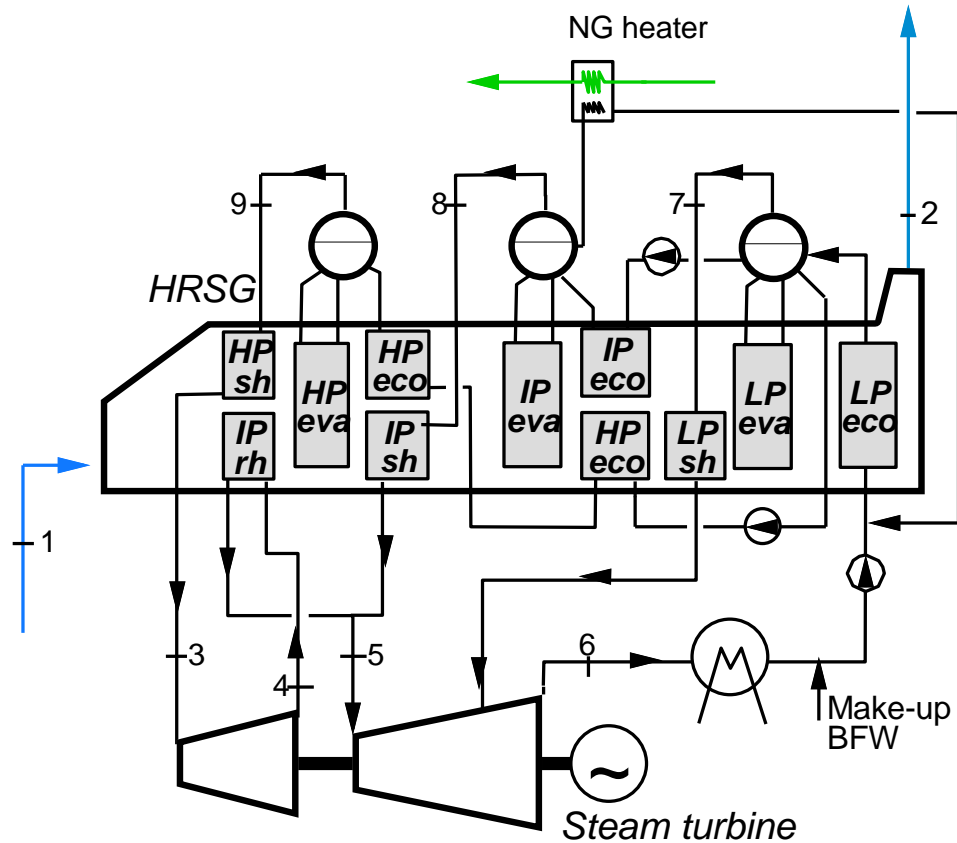 NG heater
9
8
7
2
HRSG
HP
sh
HP
eva
HP
eco
IP
eva
IP
eco
LP
eva
LP
eco
IP
rh
IP
sh
HP
eco
LP
sh
1
3
4
5
6
Make-up
BFW
~
Steam turbine